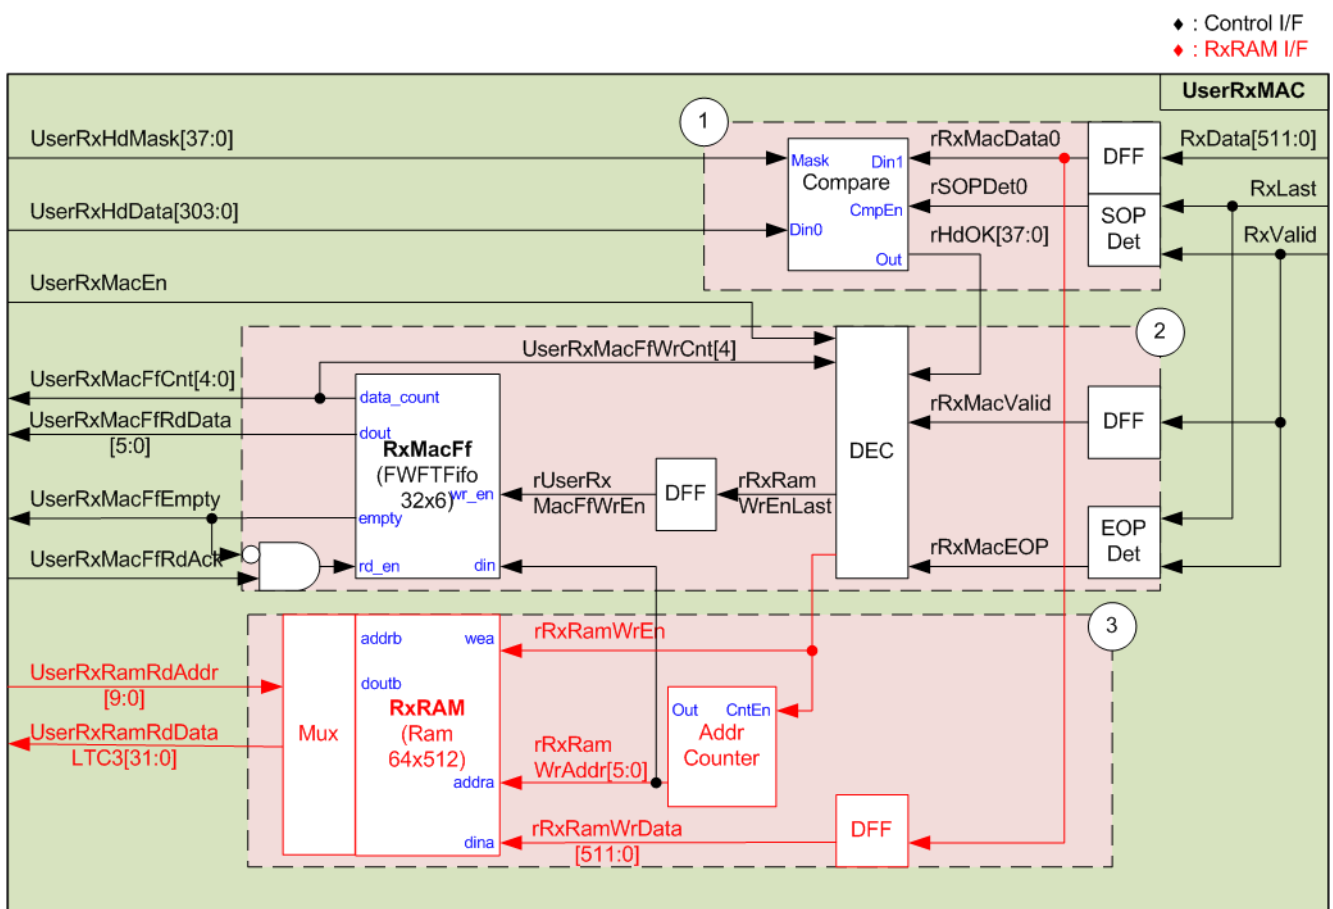 ♦ : Control I/F
♦ : RxRAM I/F
UserRxMAC
1
UserRxHdMask[37:0]
rRxMacData0
DFF
RxData[511:0]
Mask
Din1
Compare
UserRxHdData[303:0]
rSOPDet0
SOP
Det
RxLast
CmpEn
Din0
rHdOK[37:0]
RxValid
Out
UserRxMacEn
2
UserRxMacFfWrCnt[4]
UserRxMacFfCnt[4:0]
data_count
rRxMacValid
DFF
UserRxMacFfRdData
[5:0]
dout
RxMacFf
(FWFTFifo
32x6)
DEC
wr_en
rUserRx
MacFfWrEn
DFF
rRxRam
WrEnLast
UserRxMacFfEmpty
empty
EOP
Det
rRxMacEOP
UserRxMacFfRdAck
rd_en
din
3
addrb
wea
rRxRamWrEn
UserRxRamRdAddr
[9:0]
doutb
RxRAM
(Ram
64x512)
Mux
Out
CntEn
Addr
Counter
UserRxRamRdData
LTC3[31:0]
rRxRam
WrAddr[5:0]
addra
rRxRamWrData
[511:0]
DFF
dina